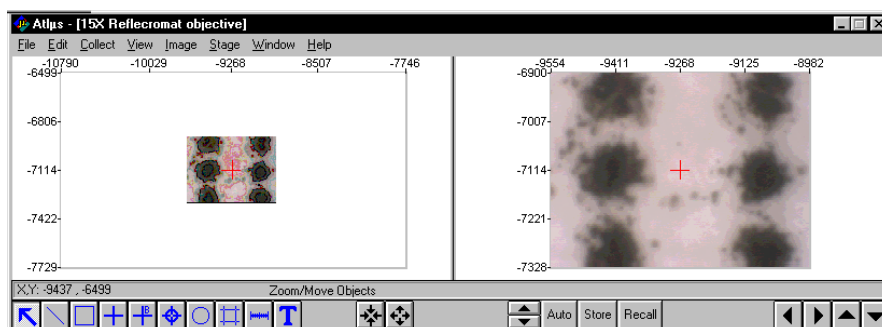 Atlµs - [15X Reflecromat objective]
File Edit Collect View Image Stage Window Help
-10790 -10029 -9268 -8507 -7746
-6499
-6806
-7114
-7422
-7729
-9554 -9411 -9268 -9125 -8982
-6900
-7007
-7114
-7221
-7328
X,Y: -9437 , -6499 Zoom/Move Objects
B T Auto Store Recall